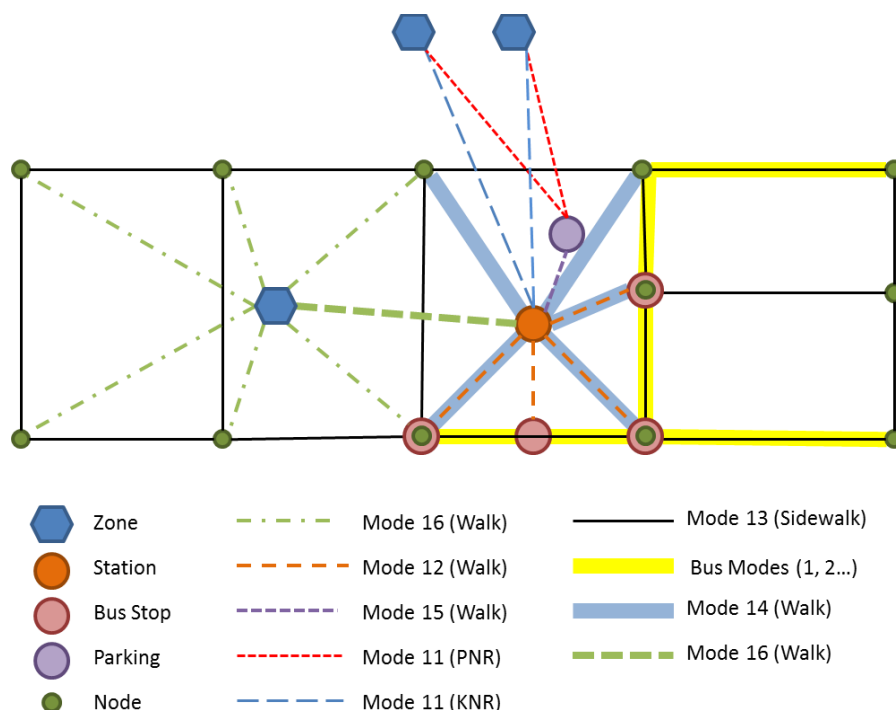 Zone
Mode 16 (Walk)
Mode 13 (Sidewalk)
Station
Mode 12 (Walk)
Bus Modes (1, 2...)
Bus Stop
Mode 15 (Walk)
Mode 14 (Walk)
Parking
Mode 11 (PNR)
Mode 16 (Walk)
Node
Mode 11 (KNR)